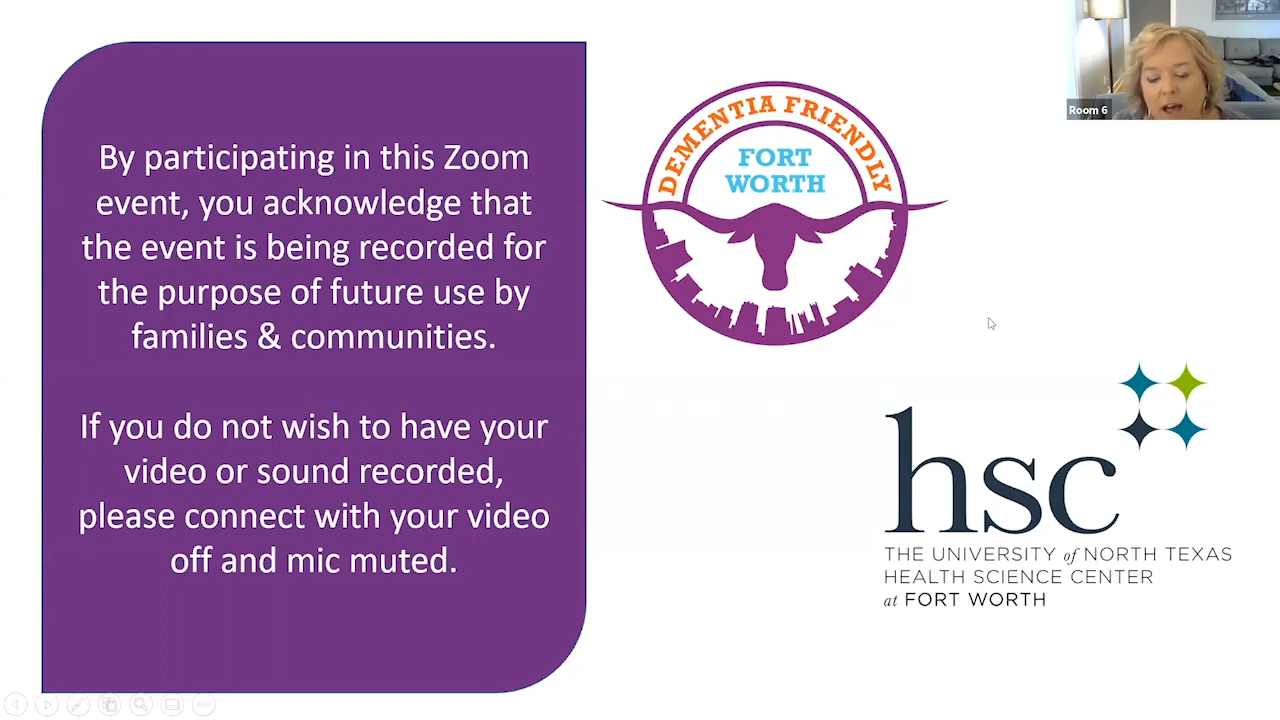 By participating in this Zoom
event, you acknowledge that
the event is being recorded for
the purpose of future use by
families & communities.
If you do not wish to have your
video or sound recorded,
please connect with your video
off and mic muted.
DEMENTIA FRIENDLY
FORT
WORTH
Room 6
hsc
THE UNIVERSITY of NORTH TEXAS
HEALTH SCIENCE CENTER
at FORT WORTH